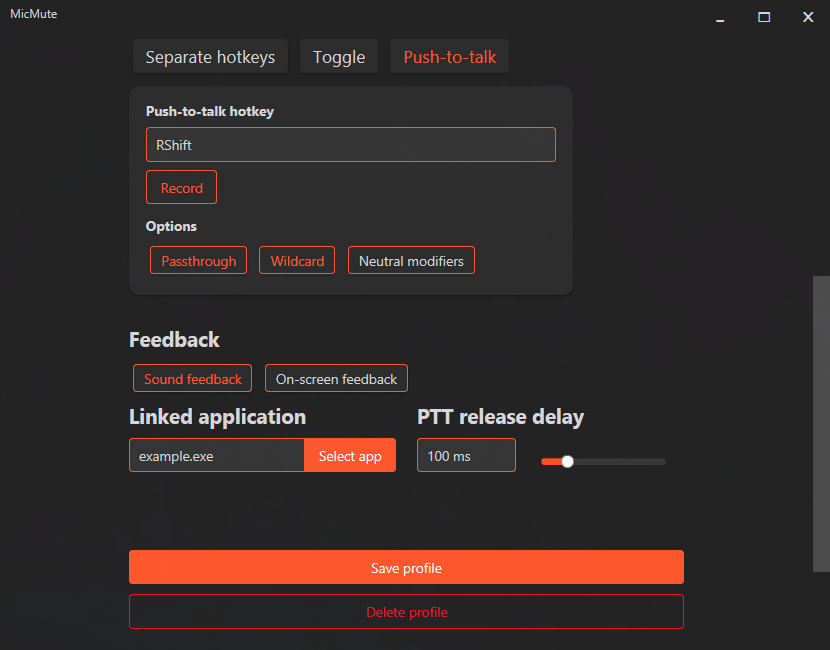 MicMute
Separate hotkeys Toggle Push-to-talk
Push-to-talk hotkey
RShift
Record
Options
Passthrough Wildcard Neutral modifiers
Feedback
Sound feedback On-screen feedback
Linked application PTT release delay
example.exe Select app 100 ms
Save profile
Delete profile